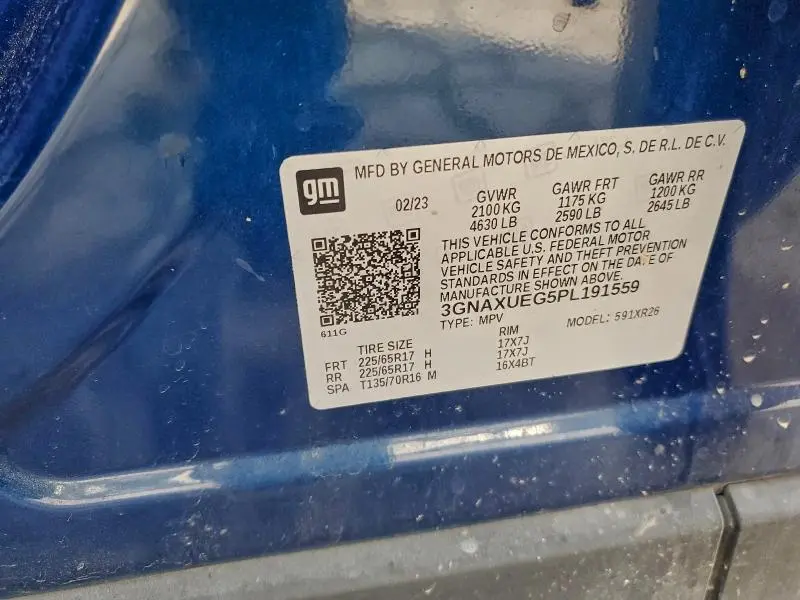 MFD BY GENERAL MOTORS DE MEXICO, S. DE R.L. DE C.V.
gm
02/23 GVWR GAWR FRT GAWR RR
2100 KG 1175 KG 1200 KG
4630 LB 2590 LB 2645 LB
THIS VEHICLE CONFORMS TO ALL
APPLICABLE U.S. FEDERAL MOTOR
VEHICLE SAFETY AND THEFT PREVENTION
STANDARDS IN EFFECT ON THE DATE OF
MANUFACTURE SHOWN ABOVE.
3GNAXUEG5PL191559
TYPE: MPV MODEL: 591XR26
611G
TIRE SIZE RIM
FRT 225/65R17 H 17X7J
RR 225/65R17 H 17X7J
SPA T135/70R16 M 16X4BT